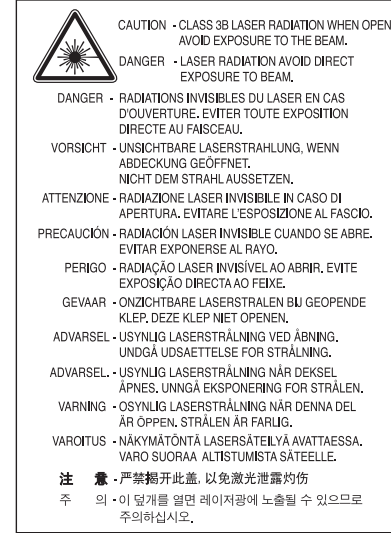 CAUTION - CLASS 3B LASER RADIATION WHEN OPEN
AVOID EXPOSURE TO THE BEAM.
DANGER - LASER RADIATION AVOID DIRECT
EXPOSURE TO BEAM.
DANGER - RADIATIONS INVISIBLES DU LASER EN CAS
D'OUVERTURE. EVITER TOUTE EXPOSITION
DIRECTE AU FAISCEAU.
VORSICHT - UNSICHTBARE LASERSTRAHLUNG, WENN
ABDECKUNG GEÖFFNET.
NICHT DEM STRAHL AUSSETZEN.
ATTENZIONE - RADIAZIONE LASER INVISIBILE IN CASO DI
APERTURA. EVITARE L'ESPOSIZIONE AL FASCIO.
PRECAUCIÓN - RADIACIÓN LASER INVISIBLE CUANDO SE ABRE.
EVITAR EXPONERSE AL RAYO.
PERIGO - RADIAÇÃO LASER INVISÍVEL AO ABRIR. EVITE
EXPOSIÇÃO DIRECTA AO FEIXE.
GEVAAR - ONZICHTBARE LASERSTRALEN BIJ GEOPENDE
KLEP. DEZE KLEP NIET OPENEN.
ADVARSEL - USYNLIG LASERSTRÅLNING VED ÅBNING.
UNDGÅ UDSAETTELSE FOR STRÅLNING.
ADVARSEL. - USYNLIG LASERSTRÅLNING NÅR DEKSEL
ÅPNES. UNNGÅ EKSPONERING FOR STRÅLEN.
VARNING - OSYNLIG LASERSTRÅLNING NÄR DENNA DEL
ÄR ÖPPEN. STRÅLEN ÄR FARLIG.
VAROITUS - NÄKYMÄTÖNTÄ LASERSÄTEILYÄ AVATTAESSA.
VARO SUORAA ALTISTUMISTA SÄTEELLE.
注 意 - 严禁揭开此盖, 以免激光泄露灼伤
주 의 - 이 덮개를 열면 레이저광에 노출될 수 있으므로
주의하십시오.